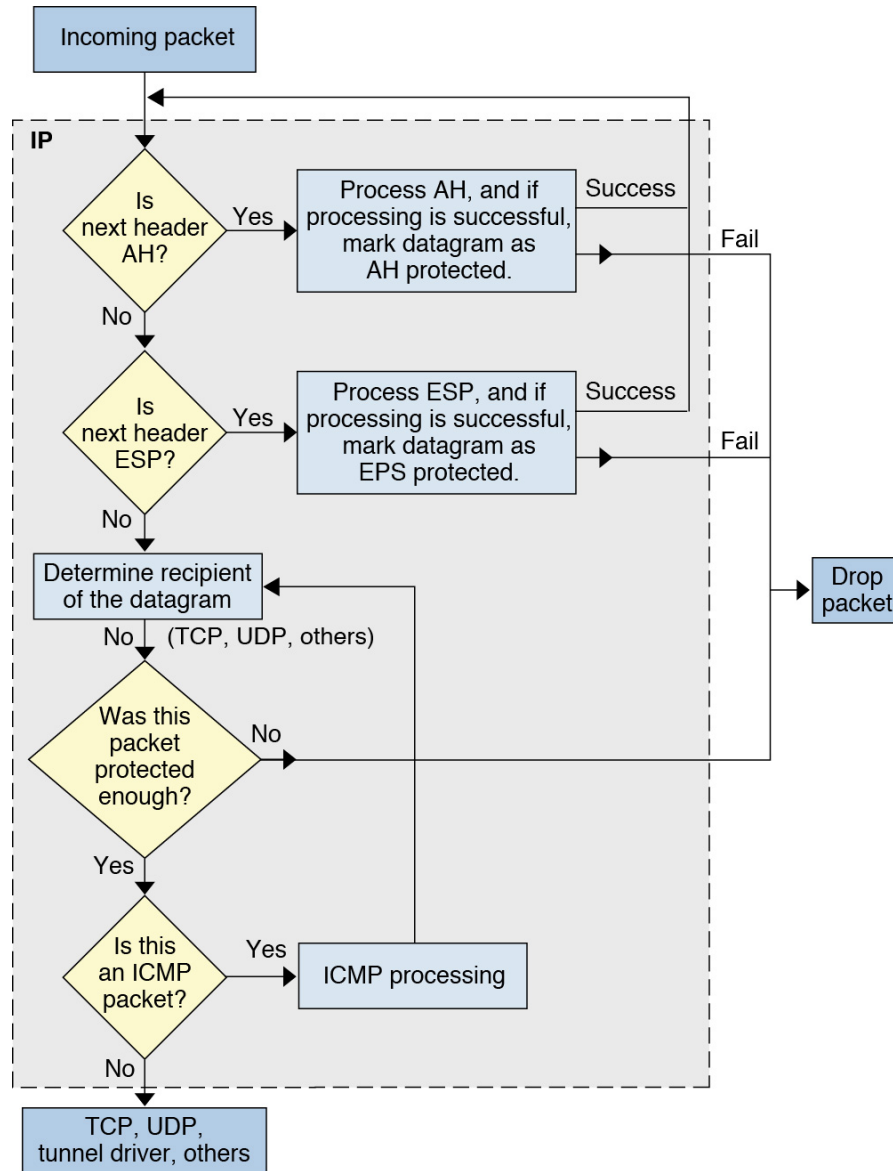 Incoming packet
IP
Is
next header
AH?
Yes
Process AH, and if
processing is successful,
mark datagram as
AH protected.
Success
Fail
No
Is
next header
ESP?
Yes
Process ESP, and if
processing is successful,
mark datagram as
EPS protected.
Success
Fail
No
Determine recipient
of the datagram
Drop
packet
No
(TCP, UDP, others)
Was this
packet
protected
enough?
No
Yes
Is this
an ICMP
packet?
Yes
ICMP processing
No
TCP, UDP,
tunnel driver, others